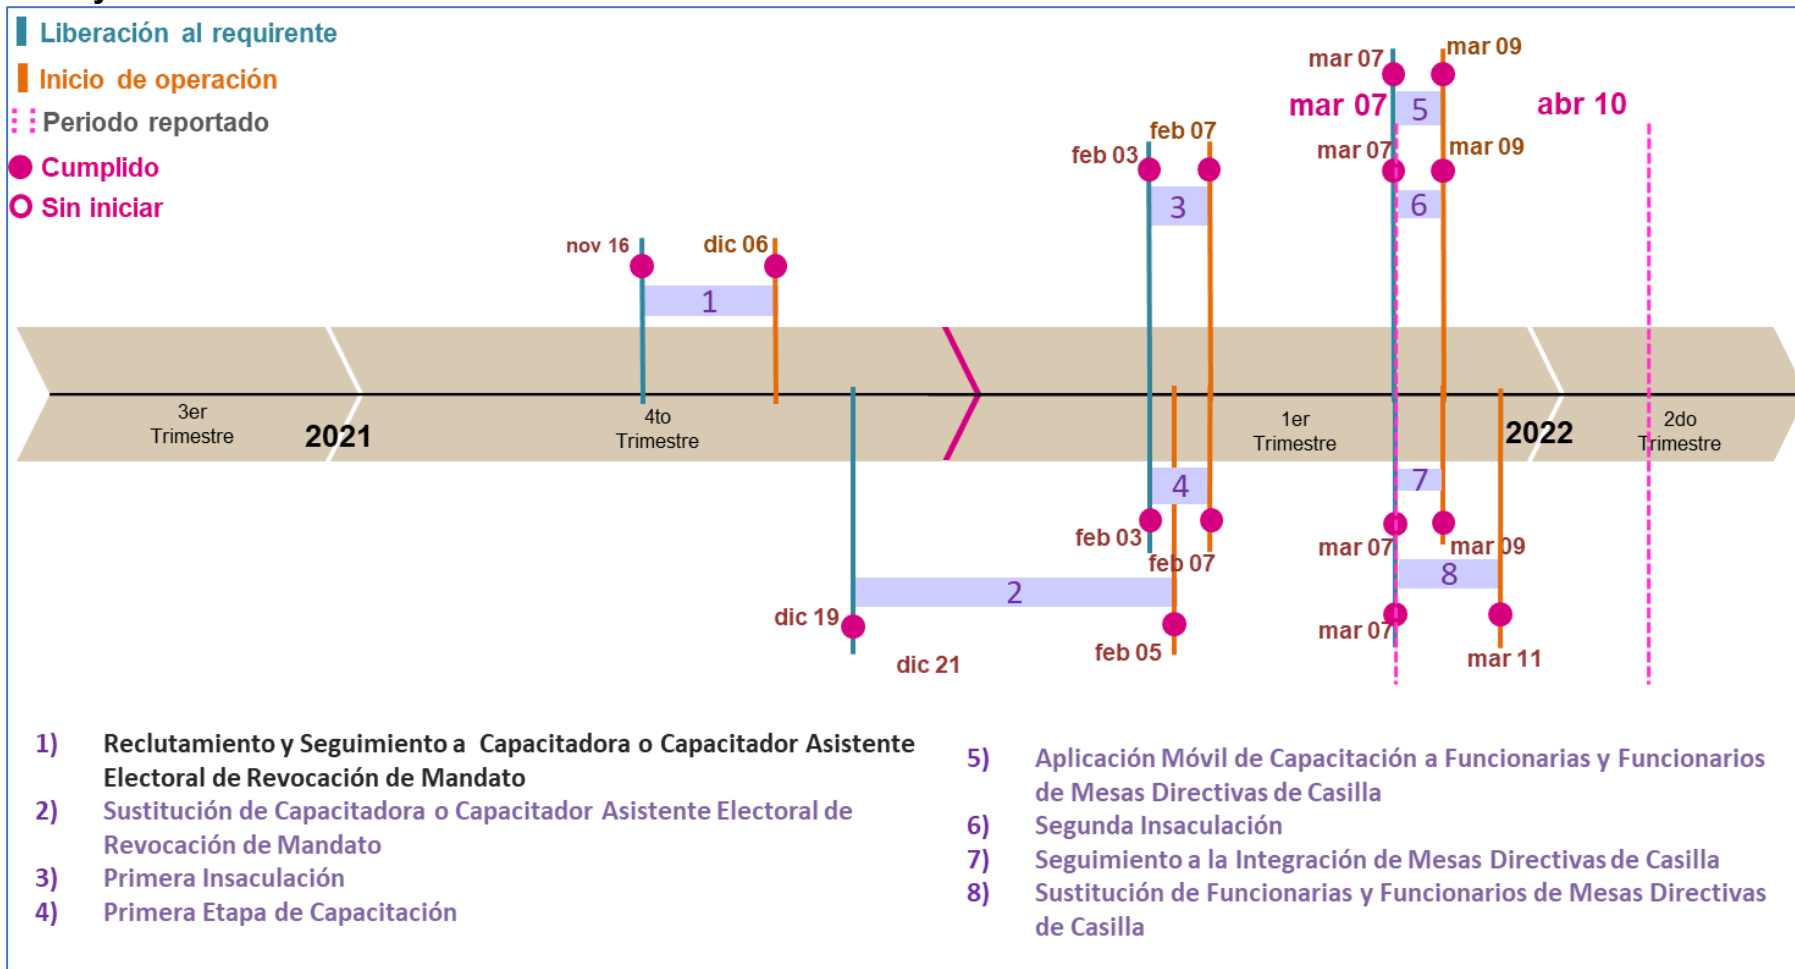 Liberación al requirente
Inicio de operación
Periodo reportado
Cumplido
Sin iniciar
mar 07
mar 09
mar 07
5
abr 10
feb 07
feb 03
mar 07
mar 09
3
6
nov 16
dic 06
1
3er
Trimestre
2021
4to
Trimestre
1er
Trimestre
2022
2do
Trimestre
4
7
feb 03
feb 07
mar 07
mar 09
2
8
dic 19
dic 21
feb 05
mar 07
mar 11
1) Reclutamiento y Seguimiento a Capacitadora o Capacitador Asistente
Electoral de Revocación de Mandato
2) Sustitución de Capacitadora o Capacitador Asistente Electoral de
Revocación de Mandato
3) Primera Insaculación
4) Primera Etapa de Capacitación
5) Aplicación Móvil de Capacitación a Funcionarias y Funcionarios
de Mesas Directivas de Casilla
6) Segunda Insaculación
7) Seguimiento a la Integración de Mesas Directivas de Casilla
8) Sustitución de Funcionarias y Funcionarios de Mesas Directivas
de Casilla